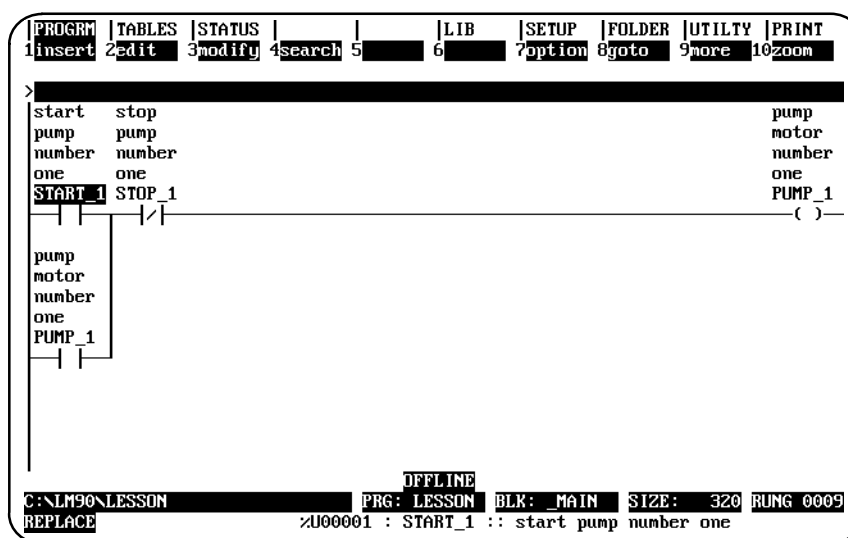 PROGRM |TABLES |STATUS | | |LIB |SETUP |FOLDER |UTILTY |PRINT
1insert 2edit 3modify 4search 5 6 7option 8goto 9more 10zoom
>
start stop pump
pump pump motor
number number number
one one one
START_1 STOP_1 PUMP_1
pump
motor
number
one
PUMP_1
OFFLINE
C:\LM90\LESSON PRG: LESSON BLK: _MAIN SIZE: 320 RUNG 0009
REPLACE %U00001 : START_1 :: start pump number one